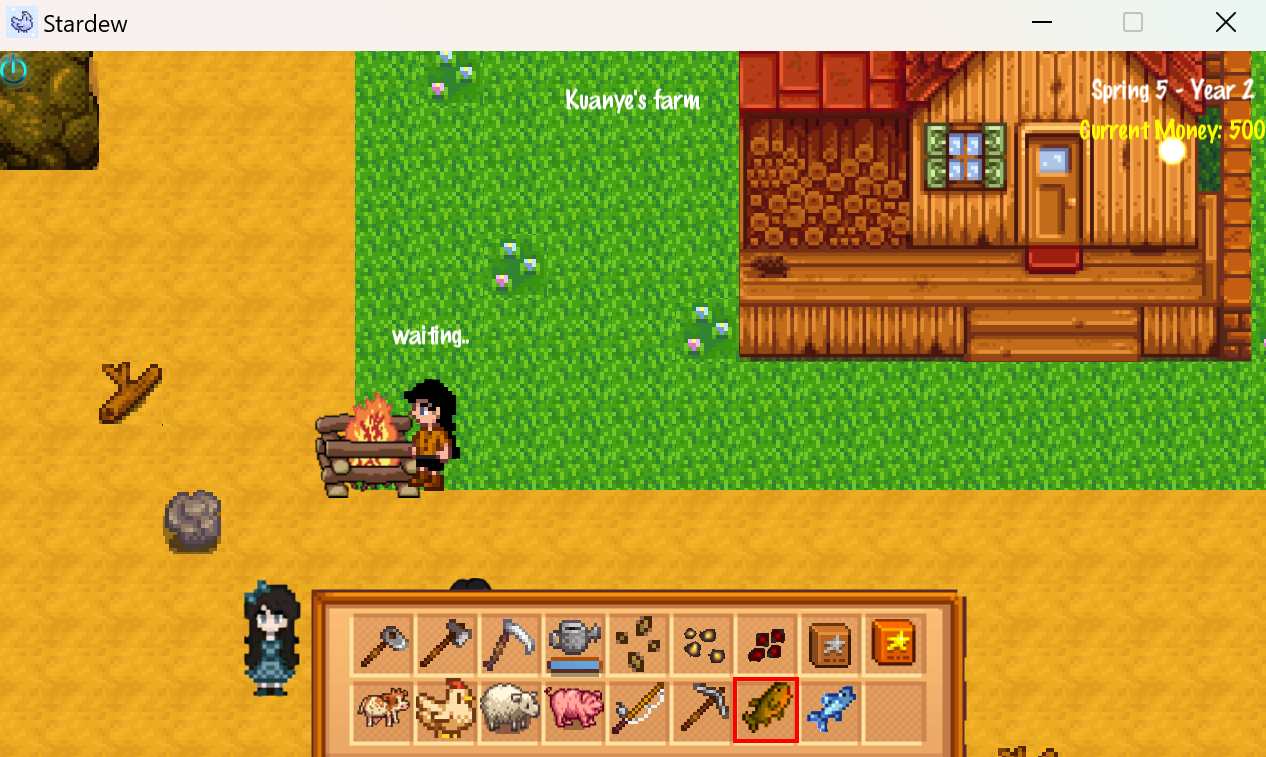 Stardew
Kuanye's farm
Spring 5 - Year 2
Current Money: 500
waiting..